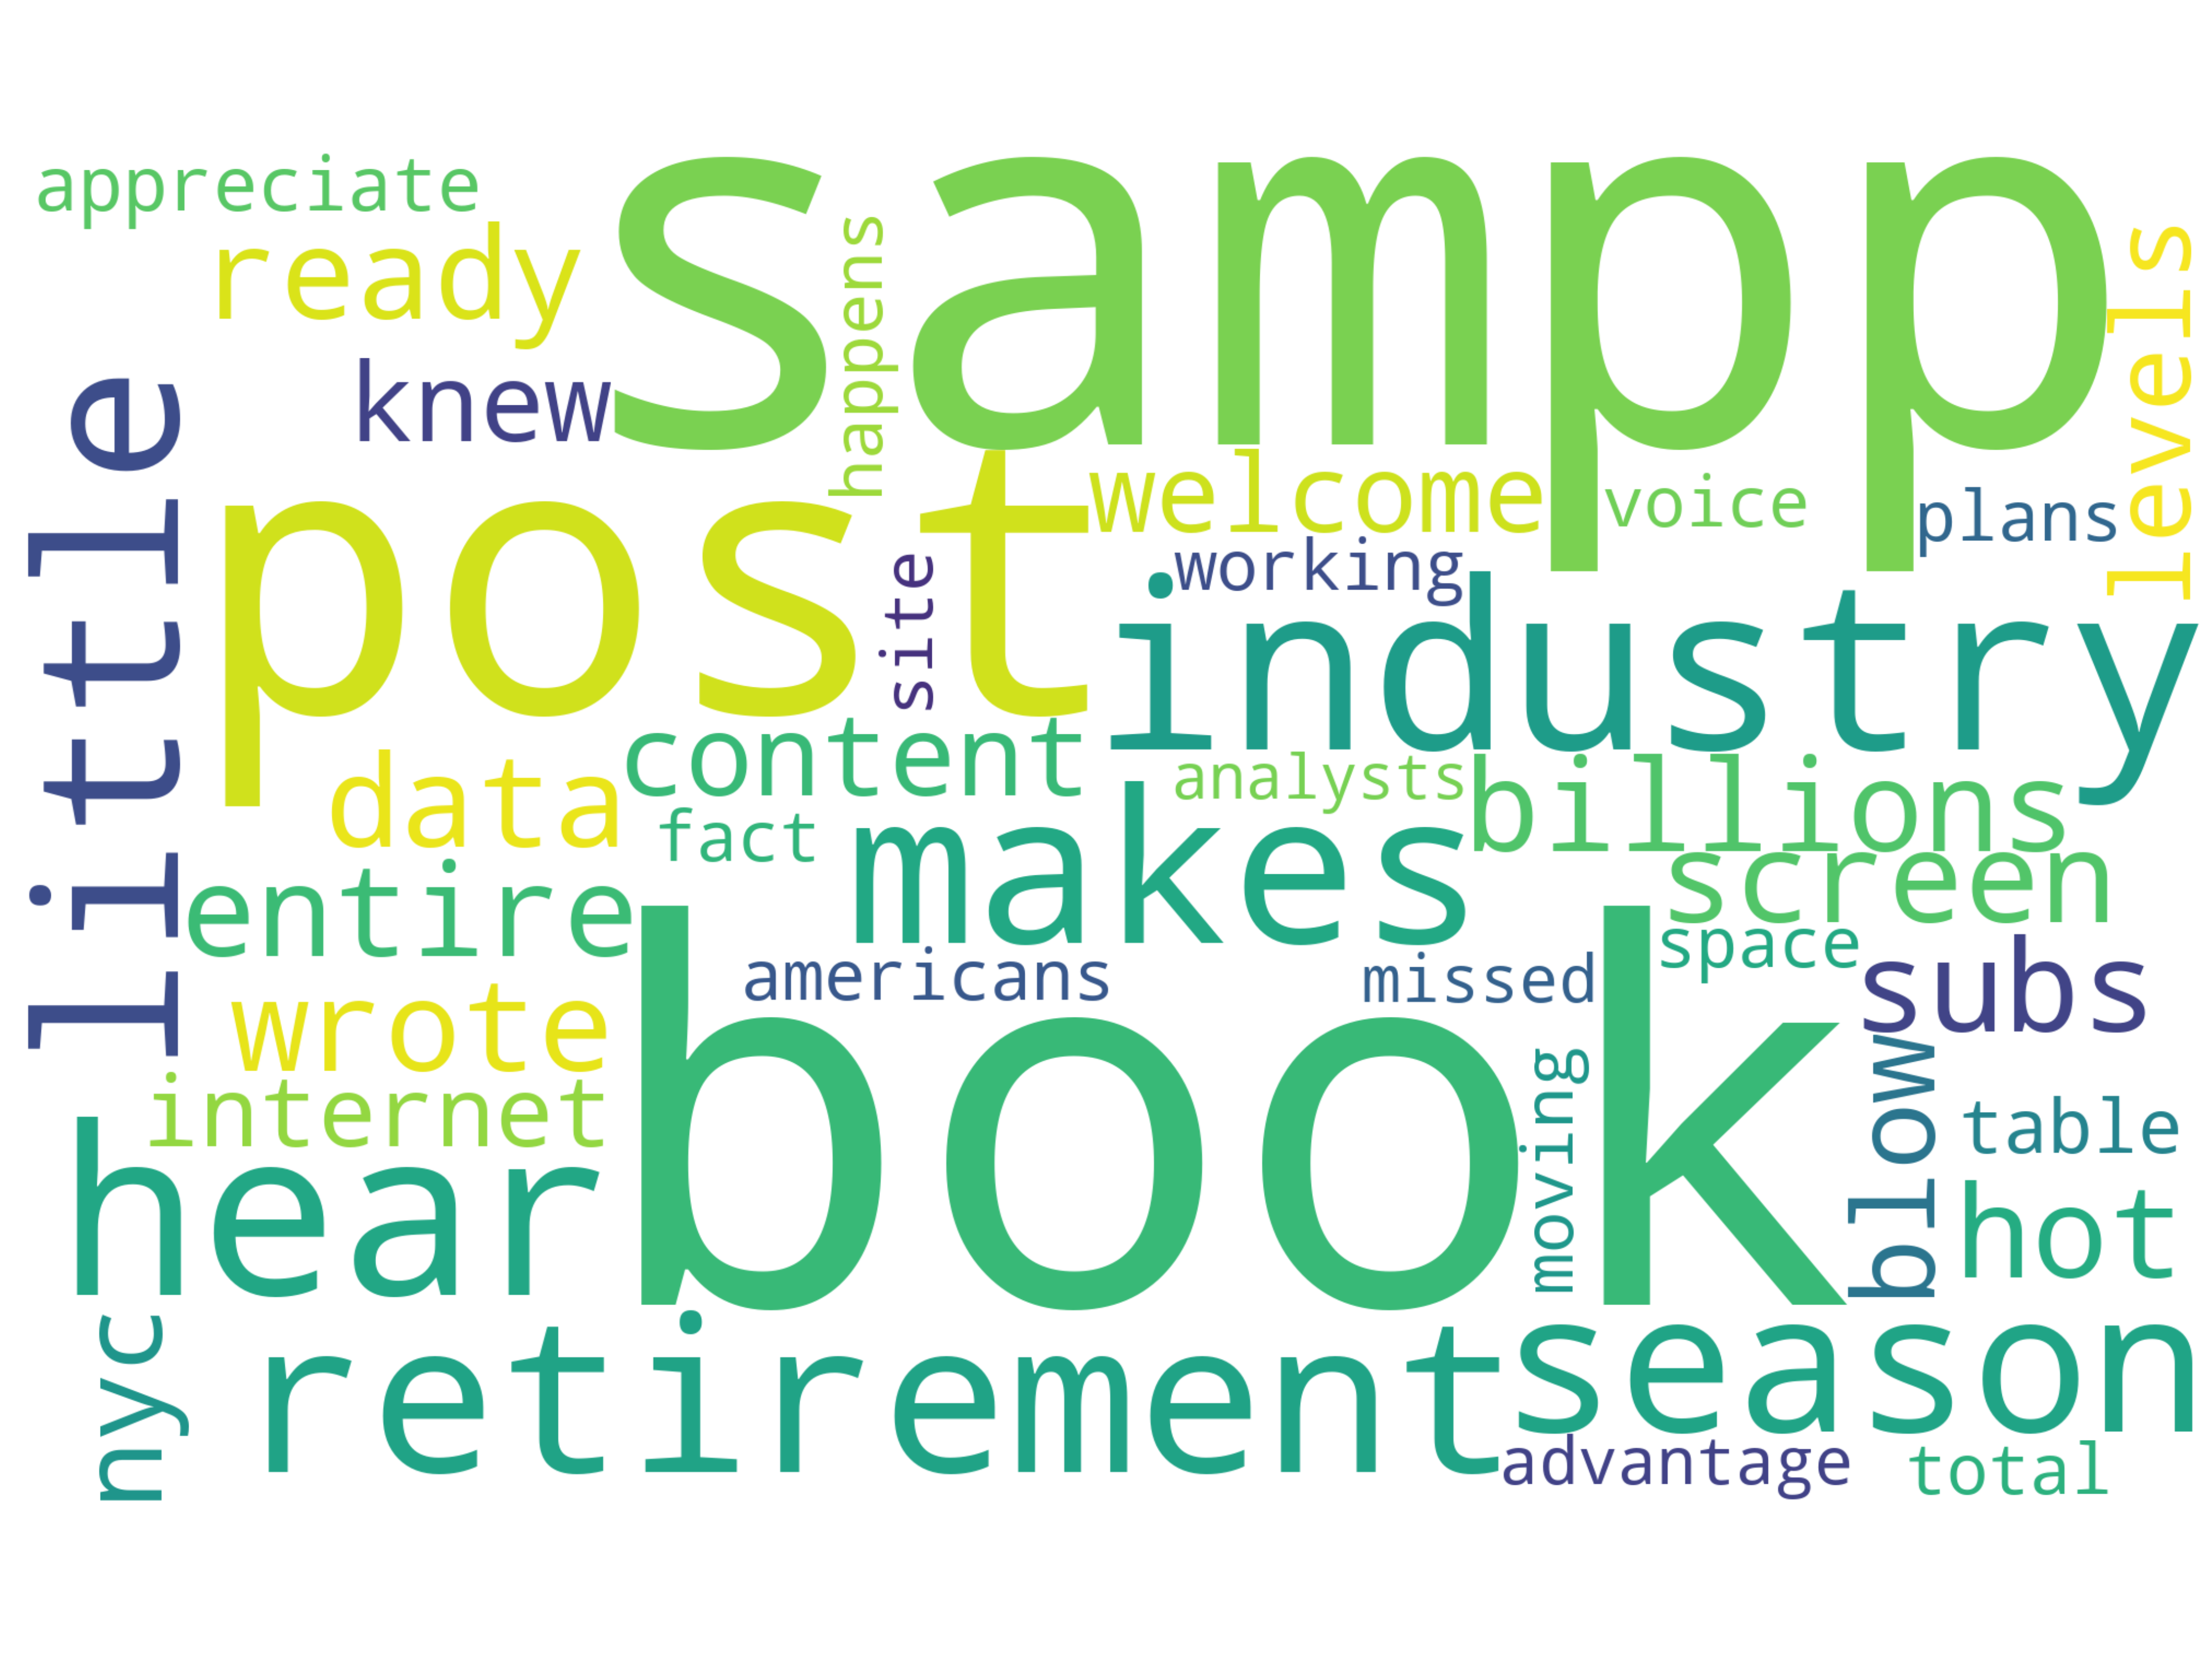 sampp
appreciate
ready
happens
levels
knew
little
post
welcome
voice
plans
working
site
industry
content
data
analysts
billions
fact
makes
screen
entire
space
americans
missed
subs
wrote
book
internet
moving
blow
table
hear
hot
nyc
retirement
season
advantage
total